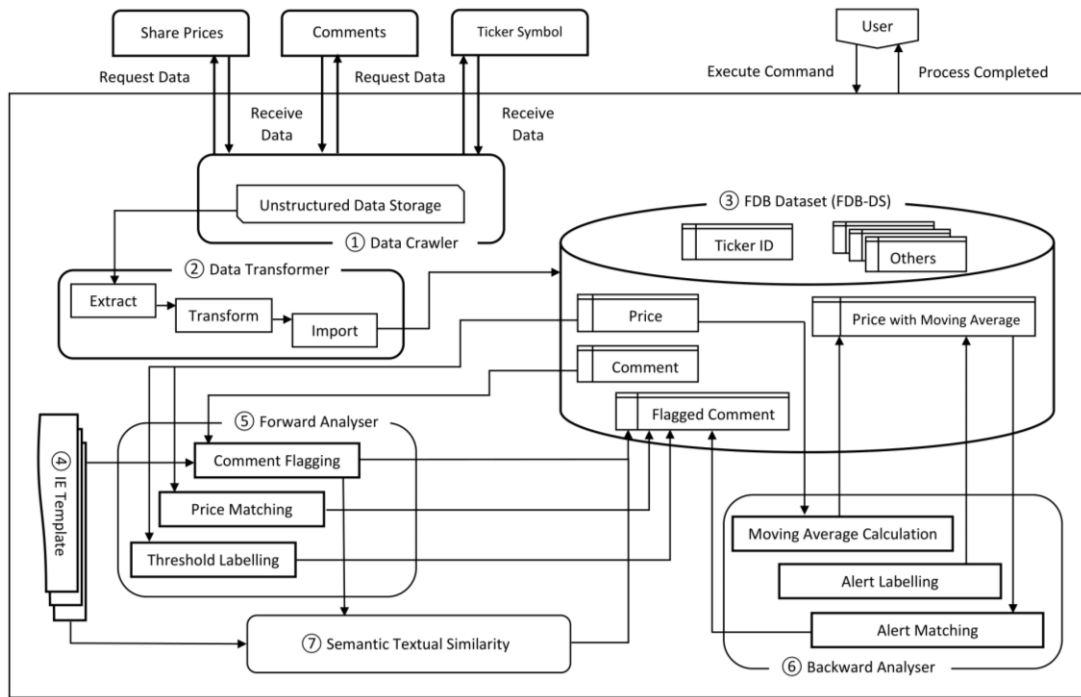 Share Prices
Comments
Ticker Symbol
User
Request Data
Request Data
Execute Command
Process Completed
Receive
Data
Receive
Data
Unstructured Data Storage
① Data Crawler
③ FDB Dataset (FDB-DS)
Ticker ID
Others
② Data Transformer
Extract
Transform
Import
Price
Price with Moving Average
Comment
Flagged Comment
④ IE Template
⑤ Forward Analyser
Comment Flagging
Price Matching
Threshold Labelling
Moving Average Calculation
Alert Labelling
Alert Matching
⑥ Backward Analyser
⑦ Semantic Textual Similarity